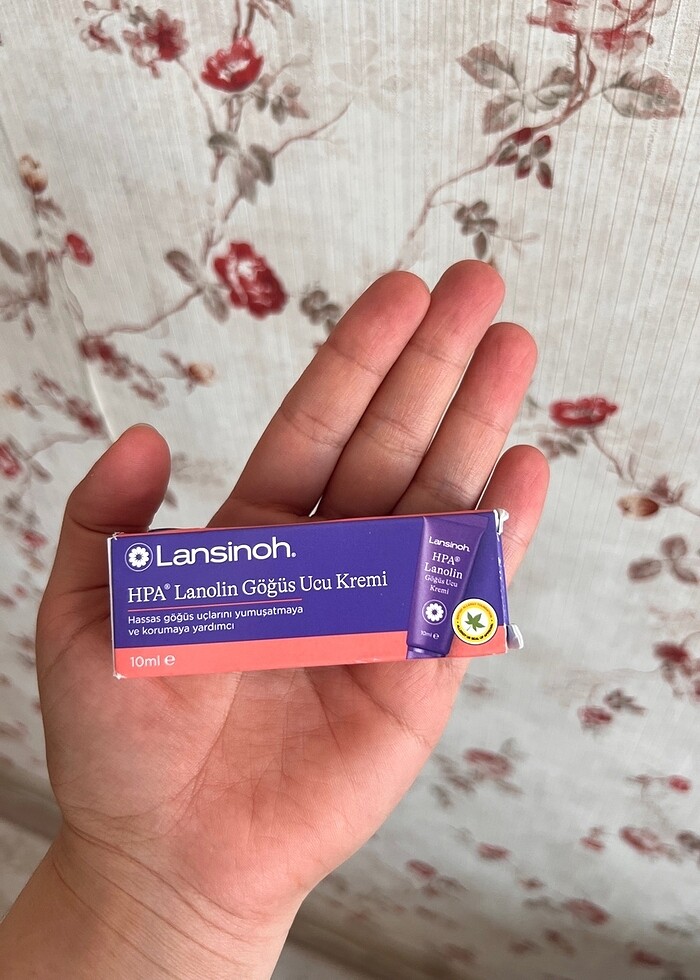 Lansinoh.
HPA® Lanolin Göğüs Ucu Kremi
Hassas göğüs uçlarını yumuşatmaya
ve korumaya yardımcı
10ml e
Lansinoh.
HPA®
Lanolin
Göğüs Ucu
Kremi
10ml e